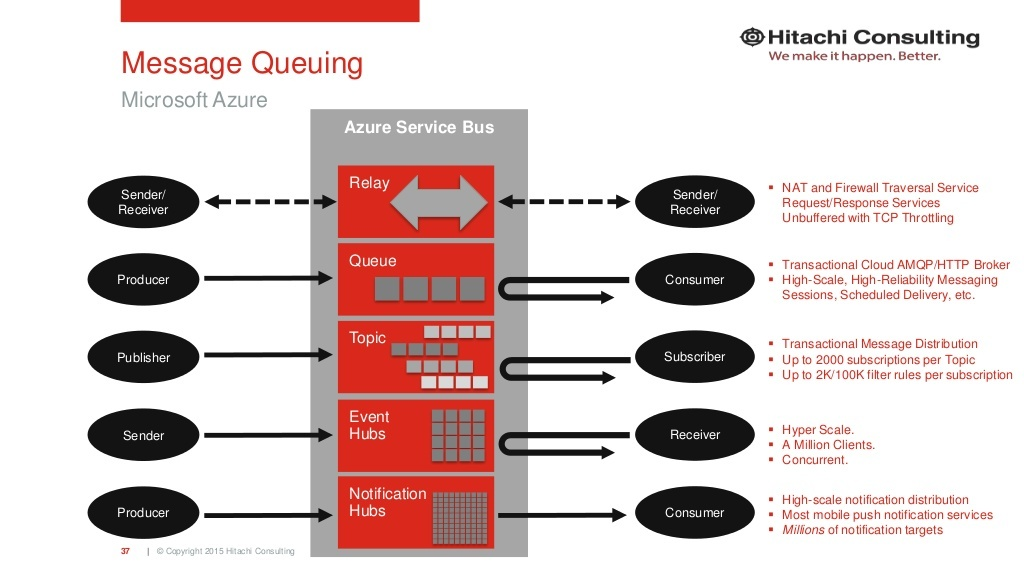 Hitachi Consulting
We make it happen. Better.
Message Queuing
Microsoft Azure
Azure Service Bus
Sender/
Receiver
Relay
Sender/
Receiver
▪ NAT and Firewall Traversal Service
Request/Response Services
Unbuffered with TCP Throttling
Producer
Queue
Consumer
▪ Transactional Cloud AMQP/HTTP Broker
▪ High-Scale, High-Reliability Messaging
Sessions, Scheduled Delivery, etc.
Publisher
Topic
Subscriber
▪ Transactional Message Distribution
▪ Up to 2000 subscriptions per Topic
▪ Up to 2K/100K filter rules per subscription
Sender
Event
Hubs
Receiver
▪ Hyper Scale.
▪ A Million Clients.
▪ Concurrent.
Producer
Notification
Hubs
Consumer
▪ High-scale notification distribution
▪ Most mobile push notification services
▪ Millions of notification targets
37 | © Copyright 2015 Hitachi Consulting